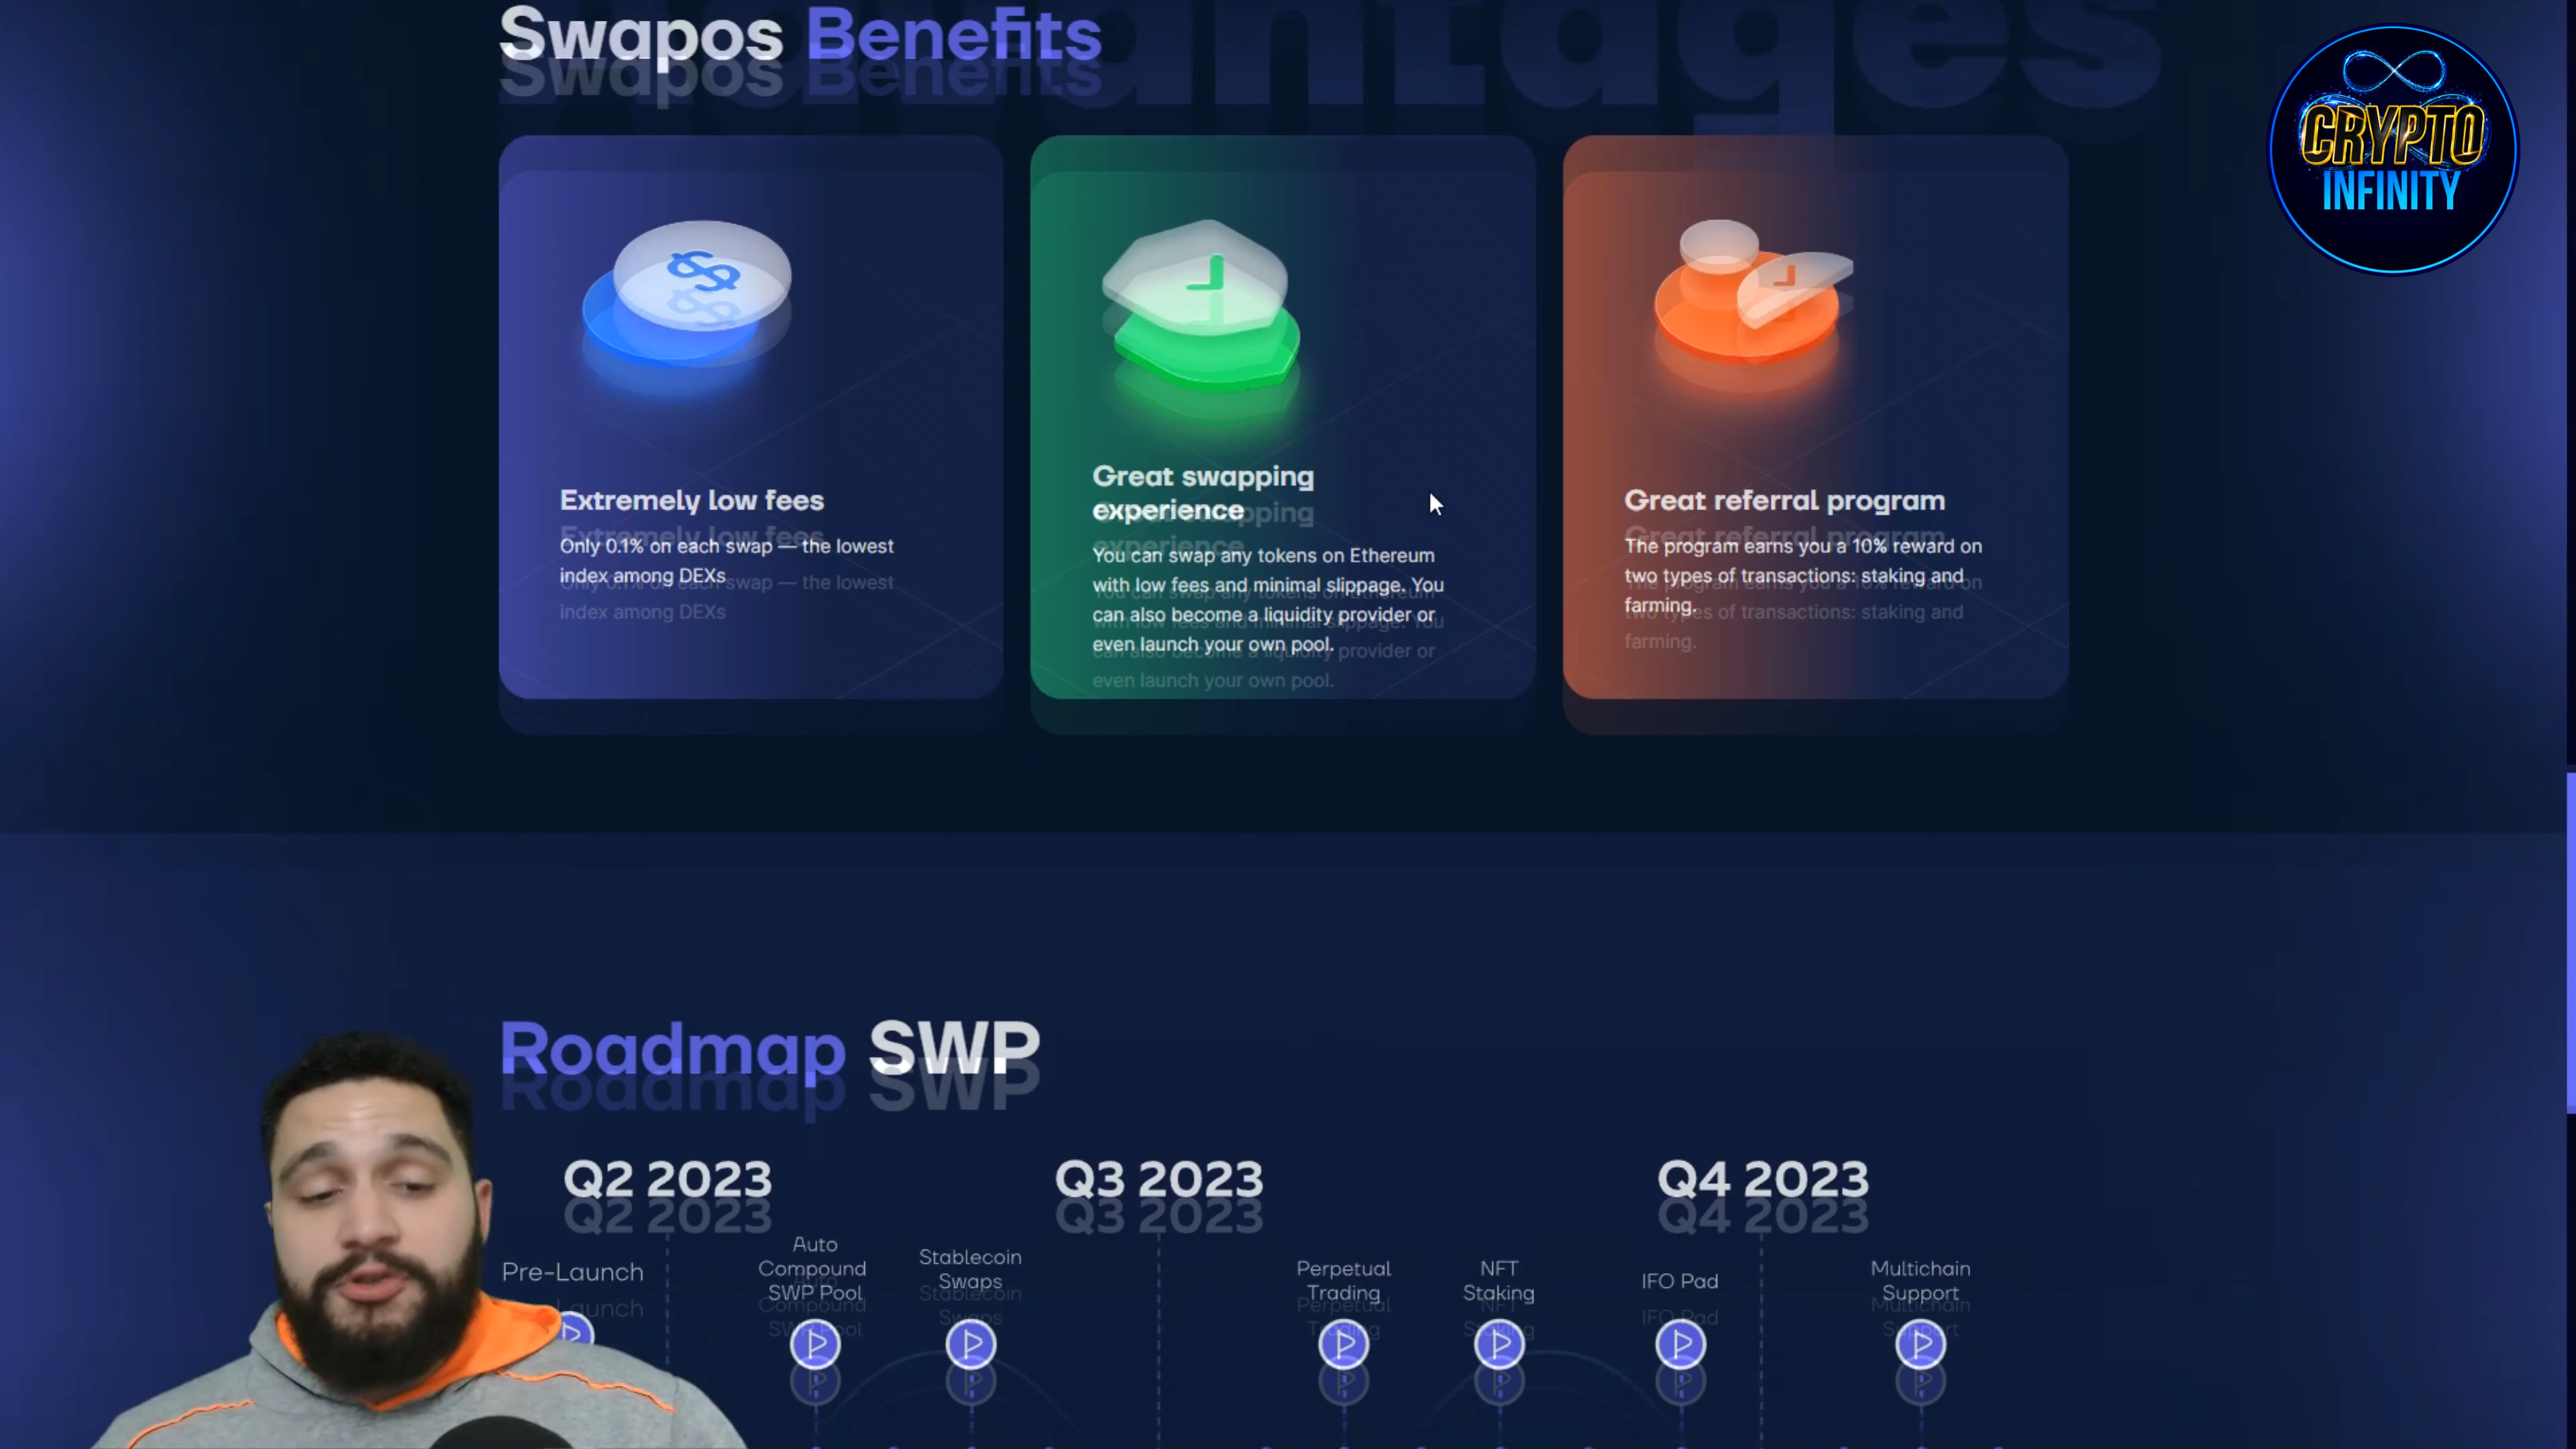 Advantages
Swapos Benefits
CRYPTO
INFINITY
Extremely low fees
Only 0.1% on each swap — the lowest
index among DEXs
Great swapping
experience
You can swap any tokens on Ethereum
with low fees and minimal slippage. You
can also become a liquidity provider or
even launch your own pool.
Great referral program
The program earns you a 10% reward on
two types of transactions: staking and
farming.
Roadmap SWP
Q2 2023
Q3 2023
Q4 2023
Pre-Launch
Auto
Compound
SWP Pool
Stablecoin
Swaps
Perpetual
Trading
NFT
Staking
IFO Pad
Multichain
Support